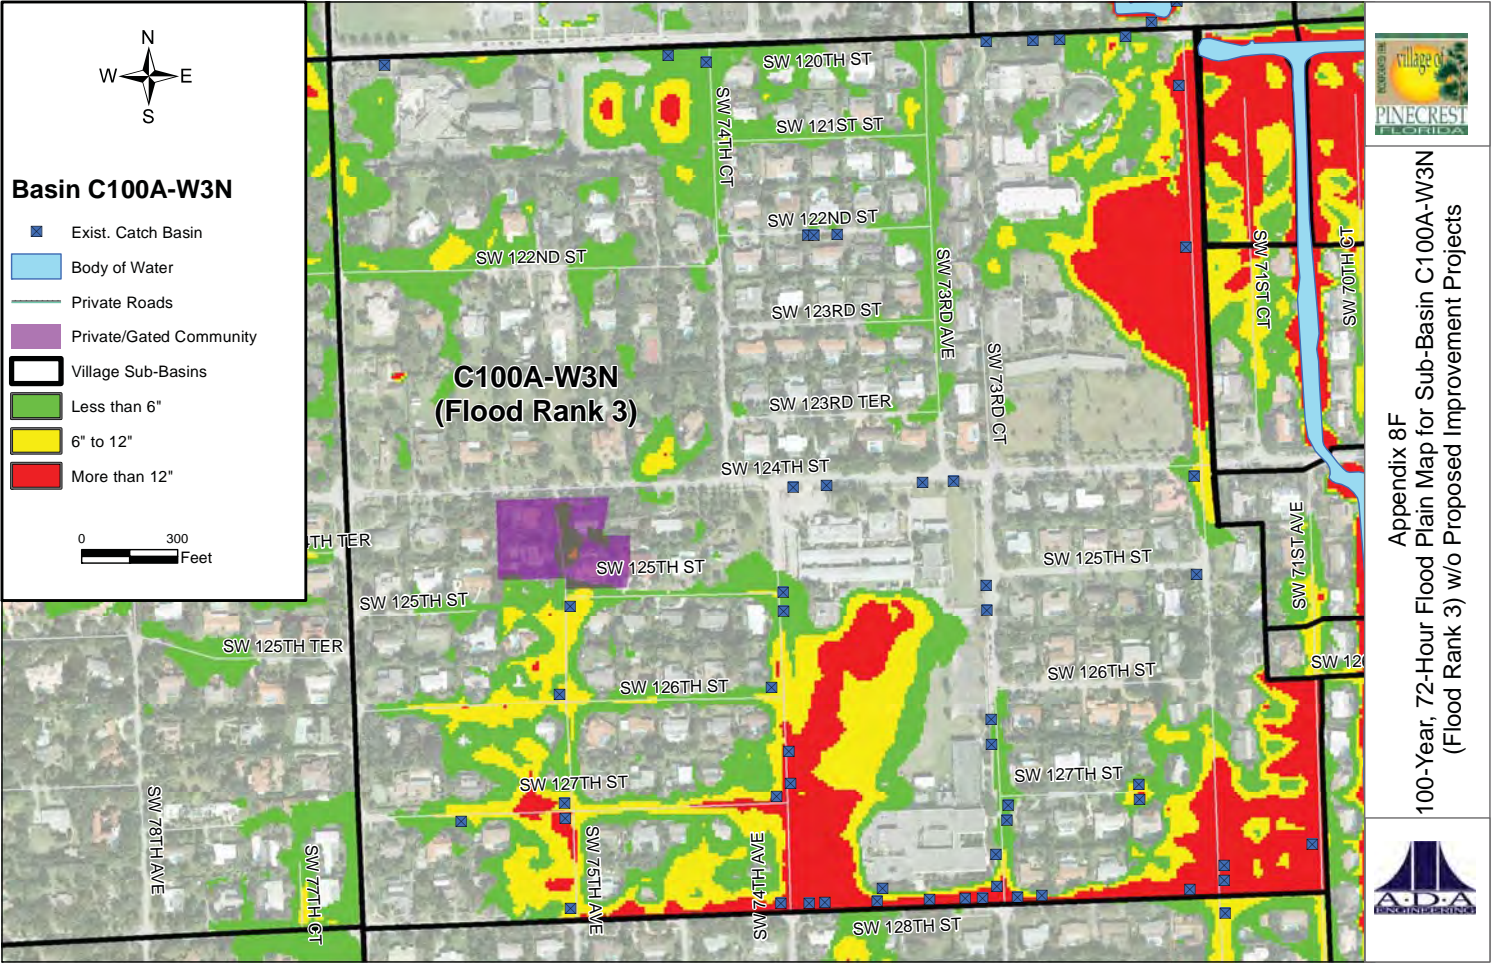 N
W E
S
Basin C100A-W3N
Exist. Catch Basin
Body of Water
Private Roads
Private/Gated Community
Village Sub-Basins
Less than 6"
6" to 12"
More than 12"
0 300
Feet
SW 120TH ST
SW 121ST ST
SW 74TH CT
SW 122ND ST
SW 122ND ST
SW 73RD AVE
SW 71ST CT
SW 70TH CT
SW 123RD ST
SW 73RD CT
C100A-W3N
(Flood Rank 3)
SW 123RD TER
SW 124TH ST
TH TER
SW 125TH ST
SW 125TH ST
SW 125TH ST
SW 71ST AVE
SW 125TH TER
SW 126TH ST
SW 126TH ST
SW 126
SW 127TH ST
SW 127TH ST
SW 78TH AVE
SW 77TH CT
SW 75TH AVE
SW 74TH AVE
SW 128TH ST
village of
PINECREST
FLORIDA
Appendix 8F
100-Year, 72-Hour Flood Plain Map for Sub-Basin C100A-W3N
(Flood Rank 3) w/o Proposed Improvement Projects
A·D·A
ENGINEERING